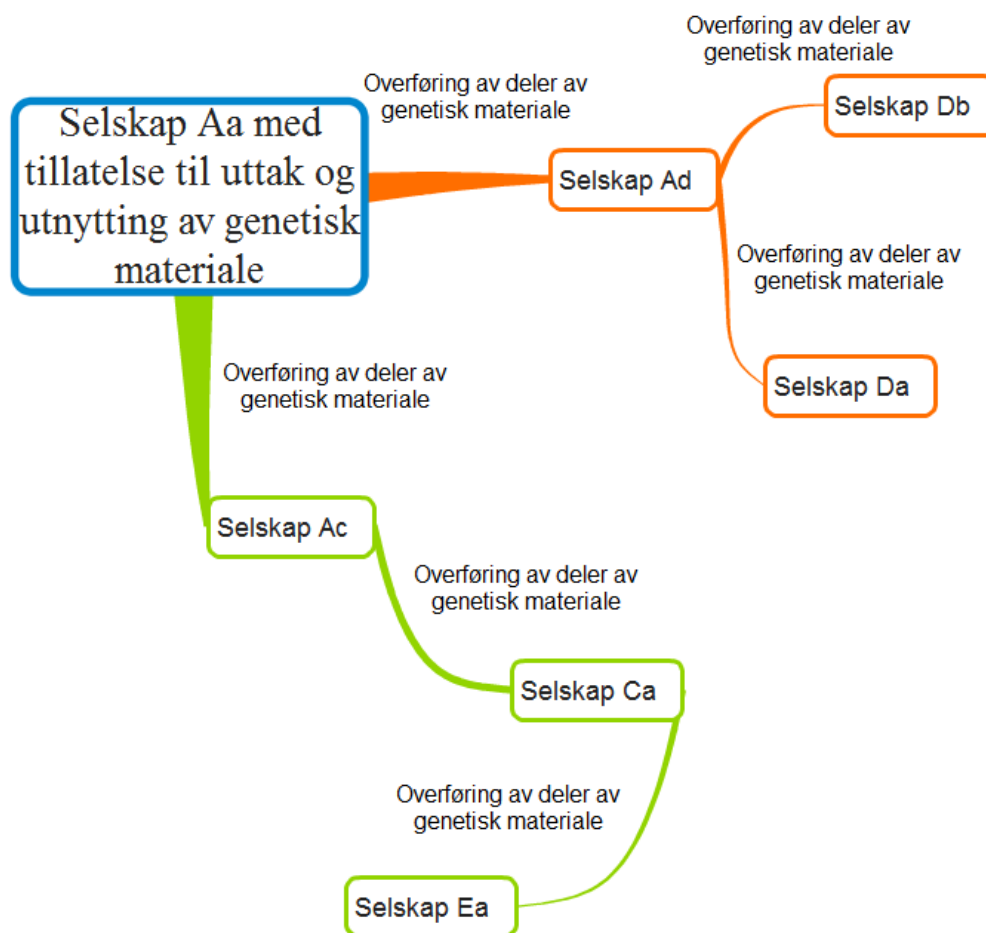 Overføring av deler av
genetisk materiale
Selskap Db
Overføring av deler av
genetisk materiale
Selskap Aa med
tillatelse til uttak og
utnytting av genetisk
materiale
Selskap Ad
Overføring av deler av
genetisk materiale
Selskap Da
Overføring av deler av
genetisk materiale
Selskap Ac
Overføring av deler av
genetisk materiale
Selskap Ca
Overføring av deler av
genetisk materiale
Selskap Ea